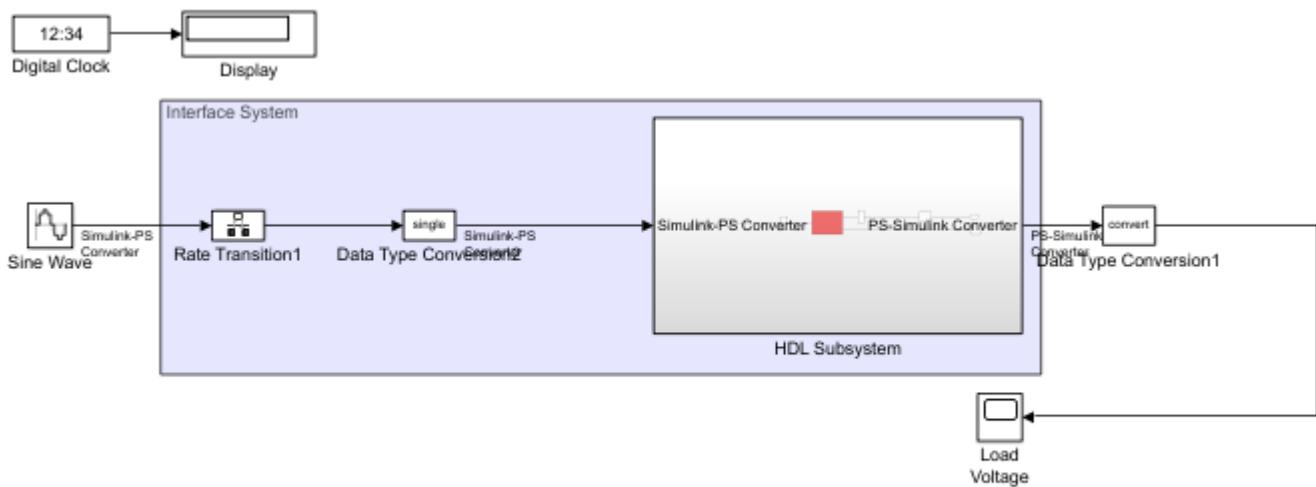 12:34
Digital Clock
Display
Interface System
Sine Wave
Simulink-PS
Converter
Rate Transition1
single
Data Type Conversion2
Simulink-PS
Converter
Simulink-PS Converter
PS-Simulink Converter
HDL Subsystem
PS-Simulink
Converter
convert
Data Type Conversion1
Load
Voltage